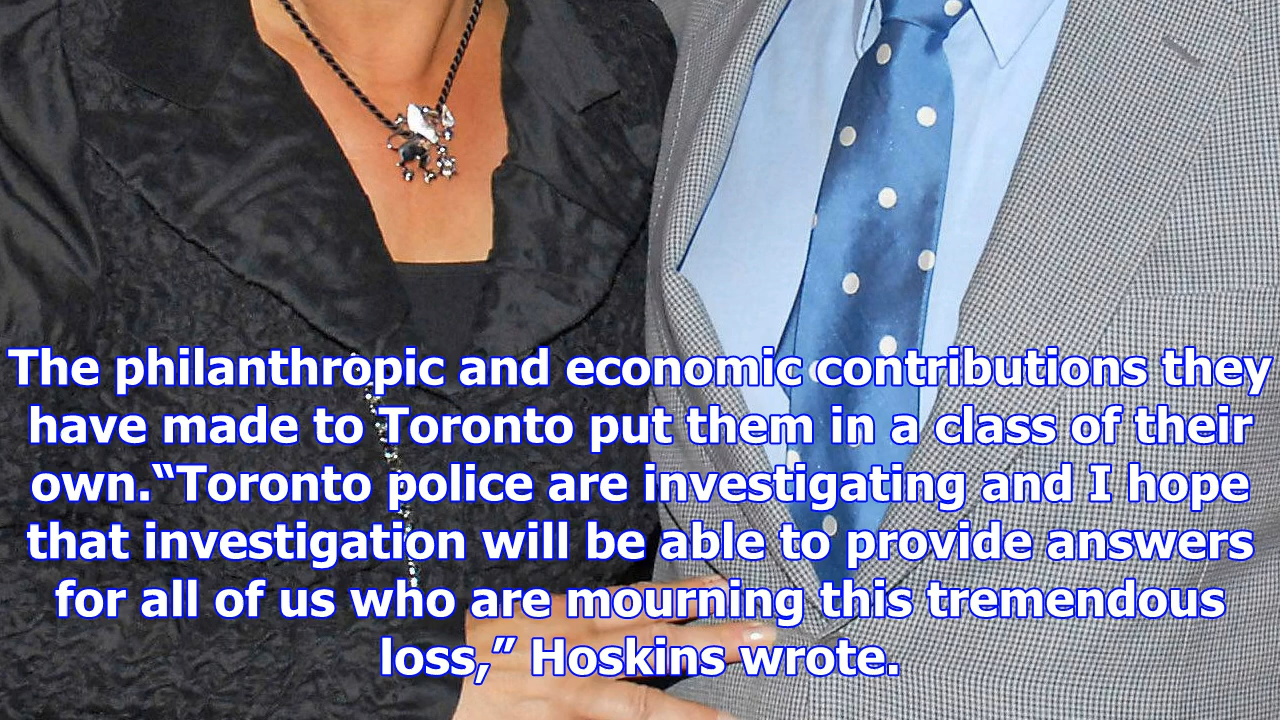 The philanthropic and economic contributions they
have made to Toronto put them in a class of their
own.“Toronto police are investigating and I hope
that investigation will be able to provide answers
for all of us who are mourning this tremendous
loss,” Hoskins wrote.